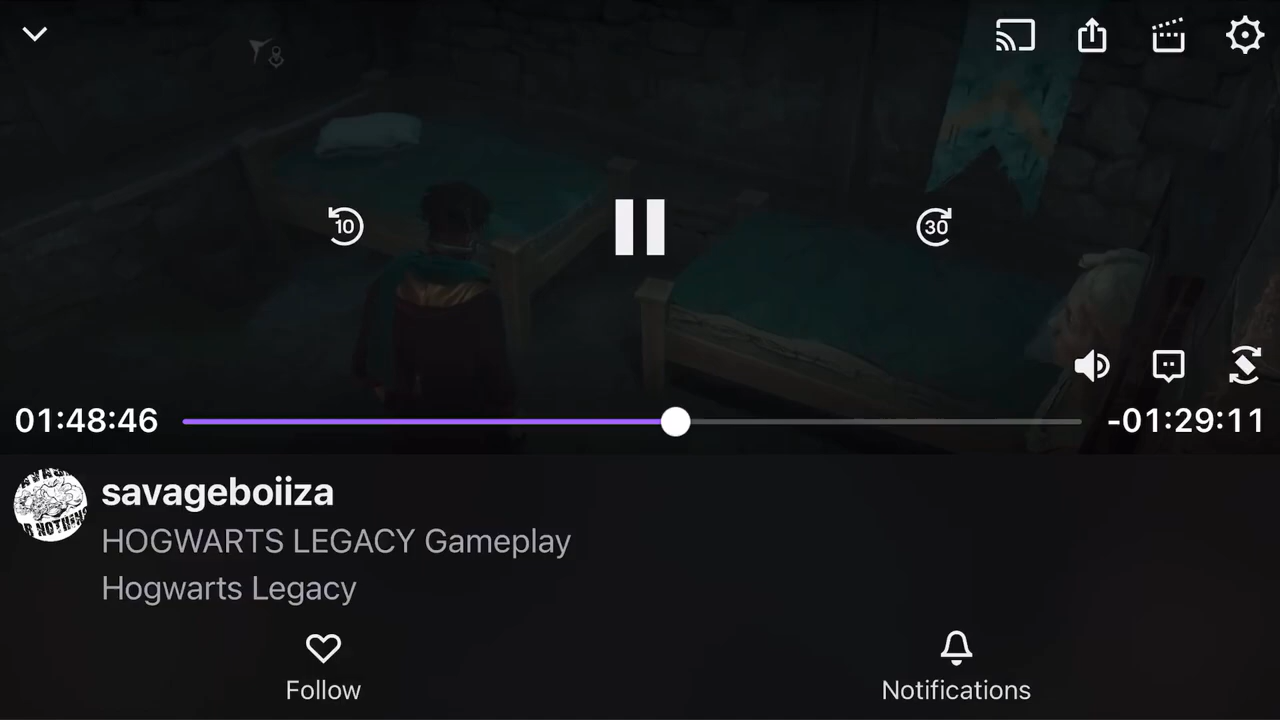 10
30
01:48:46
-01:29:11
savageboiiza
HOGWARTS LEGACY Gameplay
Hogwarts Legacy
Follow
Notifications